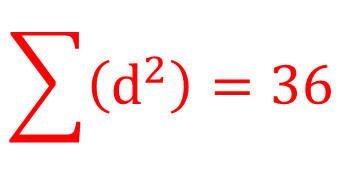 ∑(d²) = 36